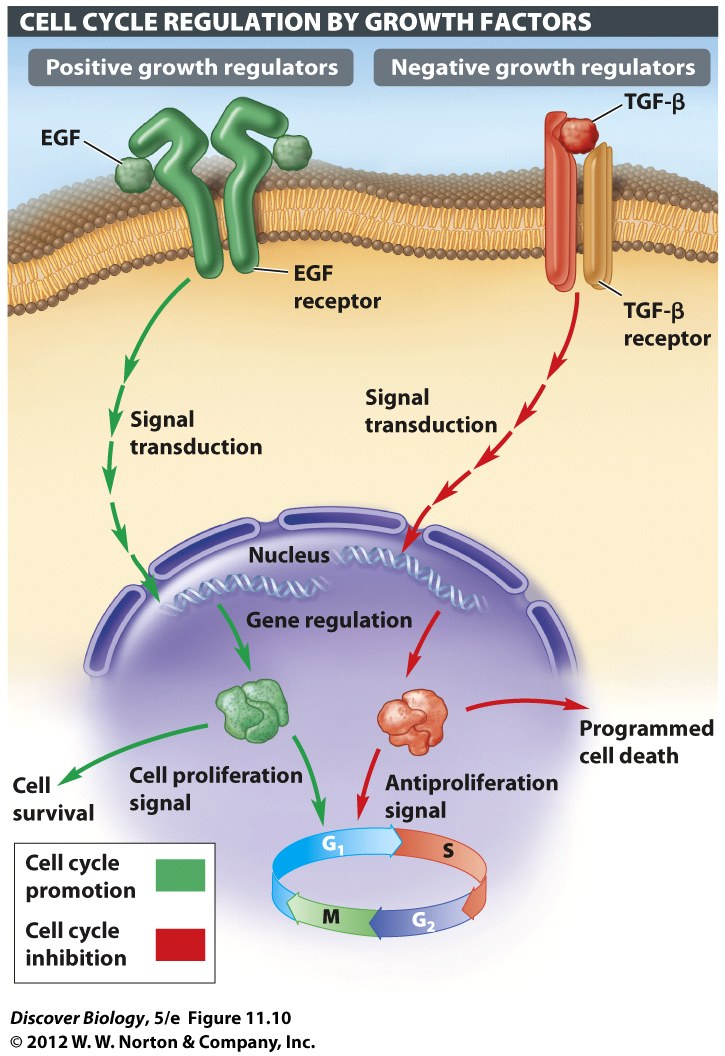 CELL CYCLE REGULATION BY GROWTH FACTORS
Positive growth regulators
Negative growth regulators
EGF
TGF-β
EGF
receptor
TGF-β
receptor
Signal
transduction
Signal
transduction
Nucleus
Gene regulation
Programmed
cell death
Cell
survival
Cell proliferation
signal
Antiproliferation
signal
G1
S
M
G2
Cell cycle
promotion
Cell cycle
inhibition
Discover Biology, 5/e Figure 11.10
© 2012 W. W. Norton & Company, Inc.